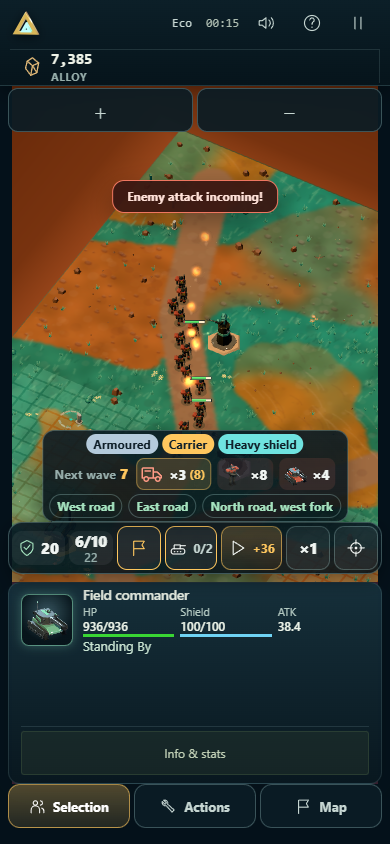 Eco 00:15
7,385
ALLOY
+ −
Enemy attack incoming!
Armoured Carrier Heavy shield
Next wave 7 ×3 (8) ×8 ×4
West road East road North road, west fork
20 6/10 0/2 +36 ×1
22
Field commander
HP Shield ATK
936/936 100/100 38.4
Standing By
Info & stats
Selection Actions Map